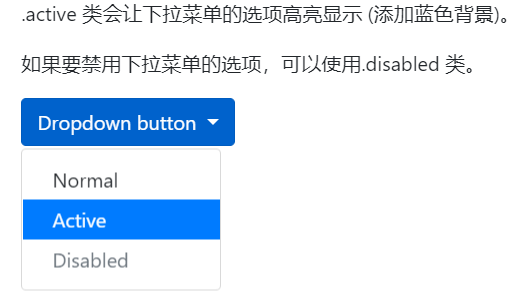 .active 类会让下拉菜单的选项高亮显示 (添加蓝色背景)。
如果要禁用下拉菜单的选项，可以使用.disabled 类。
Dropdown button
Normal
Active
Disabled